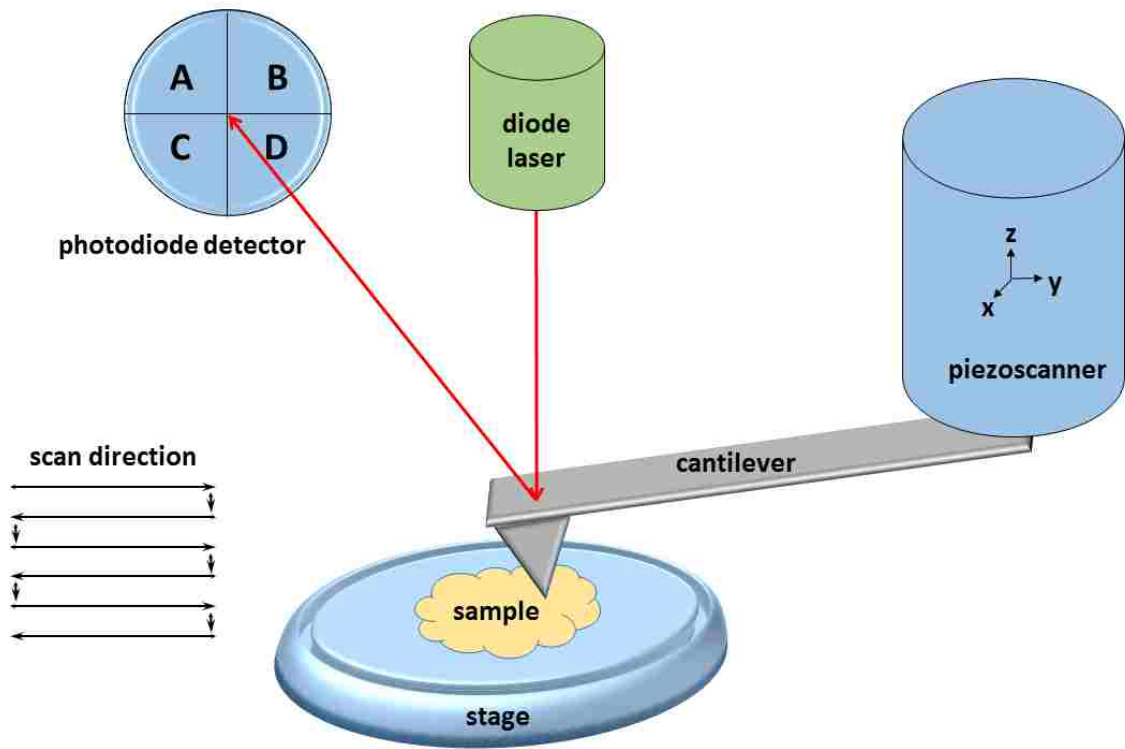 A B
C D
photodiode detector
diode
laser
z
y
x
piezoscanner
scan direction
cantilever
sample
stage